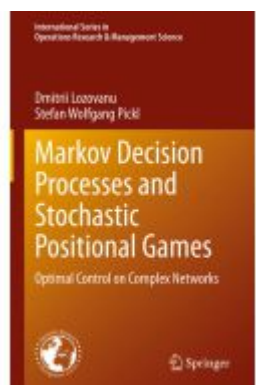 International Series in
Operations Research & Management Science
Dmitrii Lozovanu
Stefan Wolfgang Pickl
Markov Decision
Processes and
Stochastic
Positional Games
Optimal Control on Complex Networks
Springer